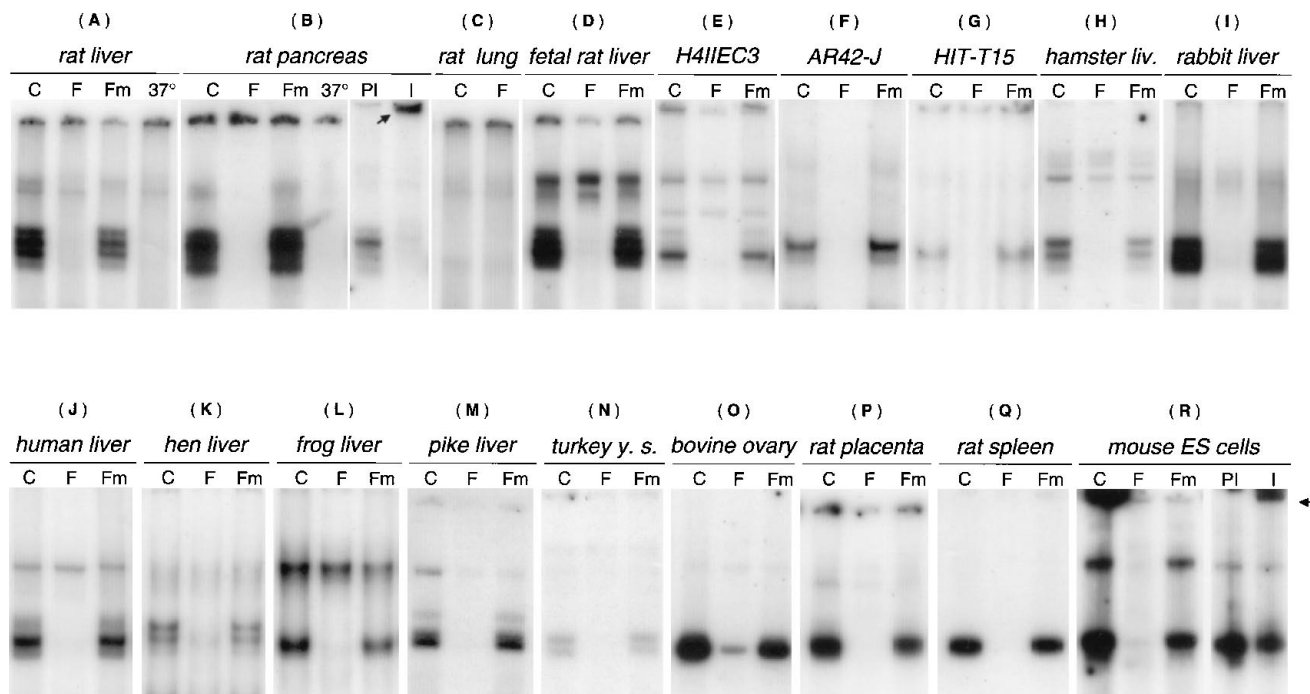 (A) (B) (C) (D) (E) (F) (G) (H) (I)
rat liver rat pancreas rat lung fetal rat liver H4IIEC3 AR42-J HIT-T15 hamster liv. rabbit liver
C F Fm 37° C F Fm 37° PI I C F C F Fm C F Fm C F Fm C F Fm C F Fm C F Fm
(J) (K) (L) (M) (N) (O) (P) (Q) (R)
human liver hen liver frog liver pike liver turkey y. s. bovine ovary rat placenta rat spleen mouse ES cells
C F Fm C F Fm C F Fm C F Fm C F Fm C F Fm C F Fm C F Fm C F Fm PI I